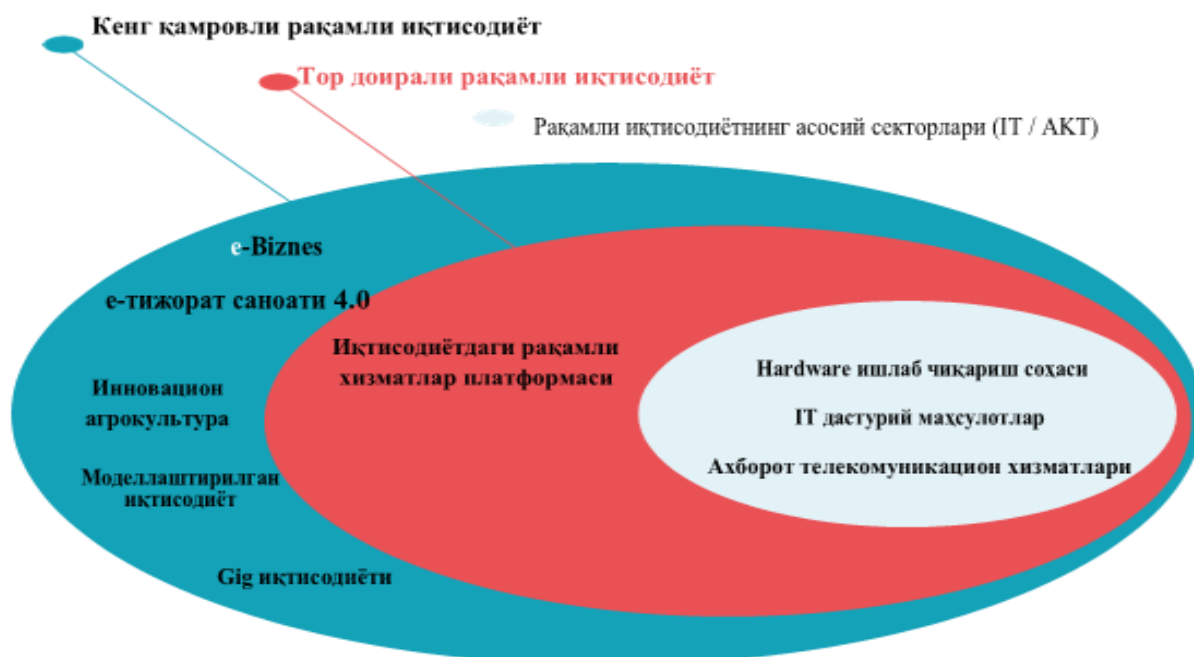 Кенг қамровли рақамли иқтисодиёт
Тор доирали рақамли иқтисодиёт
Рақамли иқтисодиётнинг асосий секторлари (IT / АКТ)
e-Biznes
е-тижорат саноати 4.0
Иқтисодиётдаги рақамли
хизматлар платформаси
Инновацион
агрокультура
Моделлаштирилган
иқтисодиёт
Gig иқтисодиёти
Hardware ишлаб чиқариш соҳаси
IT дастурий маҳсулотлар
Ахборот телекомуникацион хизматлари